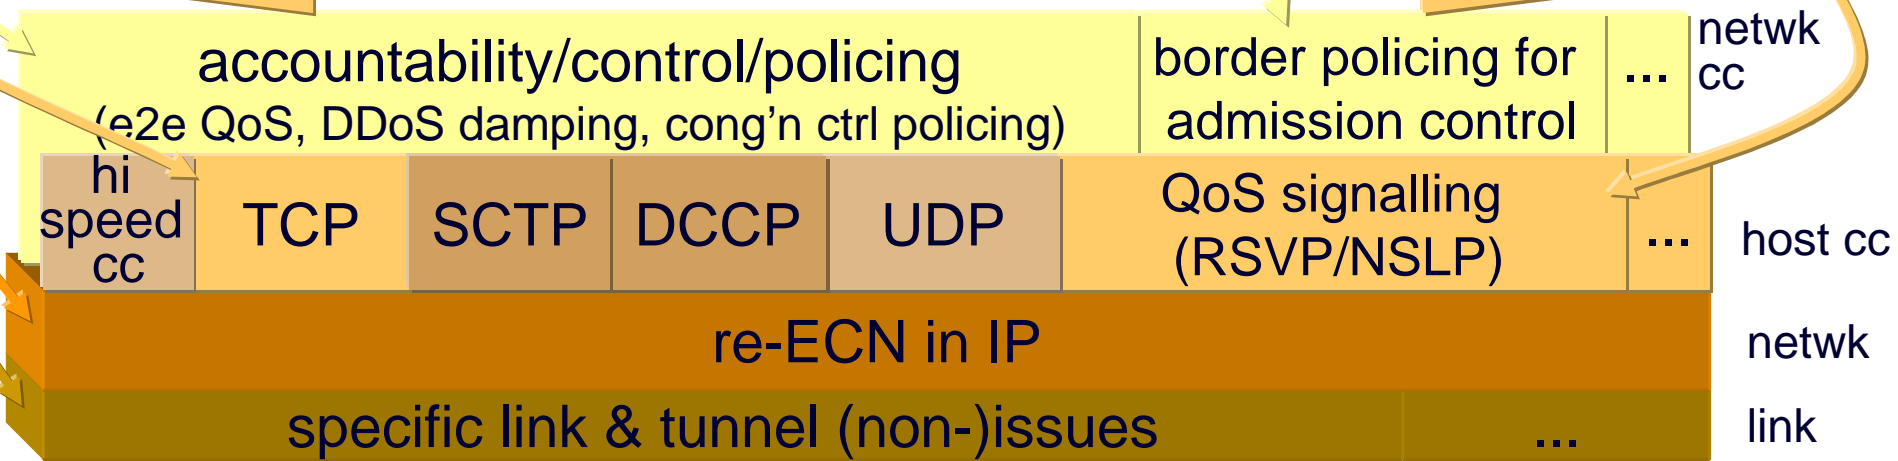 accountability/control/policing
(e2e QoS, DDoS damping, cong’n ctrl policing)
border policing for
admission control
...
netwk
cc
hi
speed
cc
TCP
SCTP
DCCP
UDP
QoS signalling
(RSVP/NSLP)
...
host cc
re-ECN in IP
netwk
specific link & tunnel (non-)issues
...
link